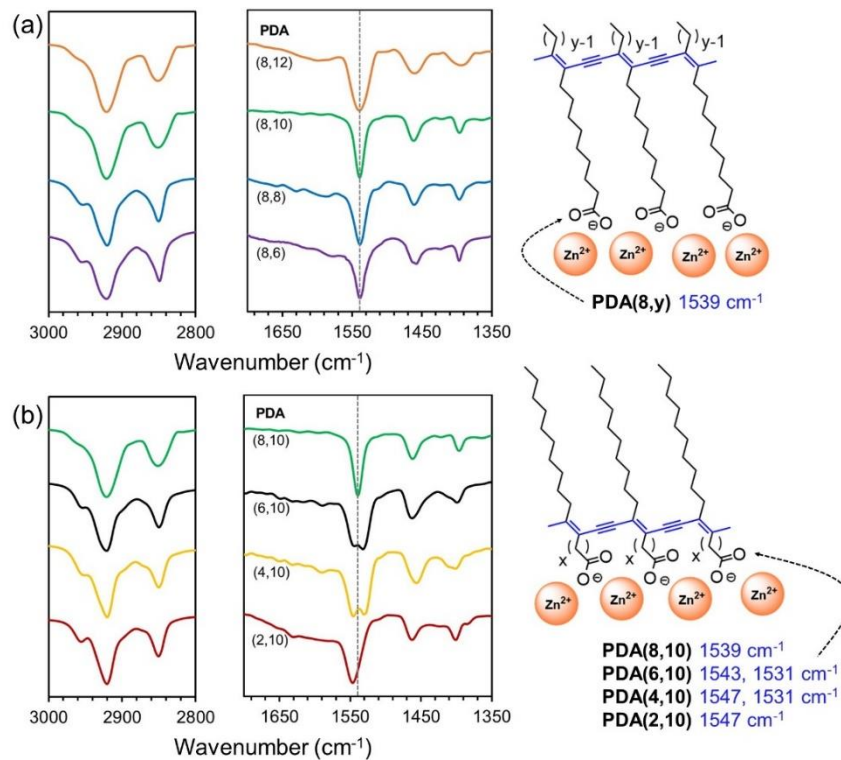 (a)
PDA
(8,12)
(8,10)
(8,8)
(8,6)
3000 2900 2800
1650 1550 1450 1350
Wavenumber (cm-1)
( ) y-1 ( ) y-1 ( ) y-1
O O⊖ O O⊖ O O⊖
Zn2+ Zn2+ Zn2+ Zn2+
PDA(8,y) 1539 cm-1
(b)
PDA
(8,10)
(6,10)
(4,10)
(2,10)
3000 2900 2800
1650 1550 1450 1350
Wavenumber (cm-1)
x( ) x( ) x( )
O O⊖ O O⊖ O O⊖
Zn2+ Zn2+ Zn2+ Zn2+
PDA(8,10) 1539 cm-1
PDA(6,10) 1543, 1531 cm-1
PDA(4,10) 1547, 1531 cm-1
PDA(2,10) 1547 cm-1